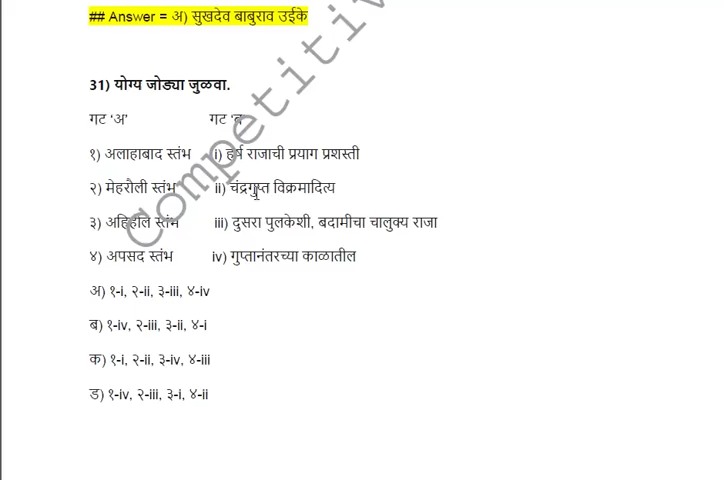 ## Answer = अ) सुखदेव बाबुराव उईके
31) योग्य जोड्या जुळवा.
गट 'अ' गट 'ब'
१) अलाहाबाद स्तंभ i) हर्ष राजाची प्रयाग प्रशस्ती
२) मेहरौली स्तंभ ii) चंद्रगुप्त विक्रमादित्य
३) अहिहोल स्तंभ iii) दुसरा पुलकेशी, बदामीचा चालुक्य राजा
४) अपसद स्तंभ iv) गुप्तानंतरच्या काळातील
अ) १-i, २-ii, ३-iii, ४-iv
ब) १-iv, २-iii, ३-ii, ४-i
क) १-i, २-ii, ३-iv, ४-iii
ड) १-iv, २-iii, ३-i, ४-ii
Competitiv